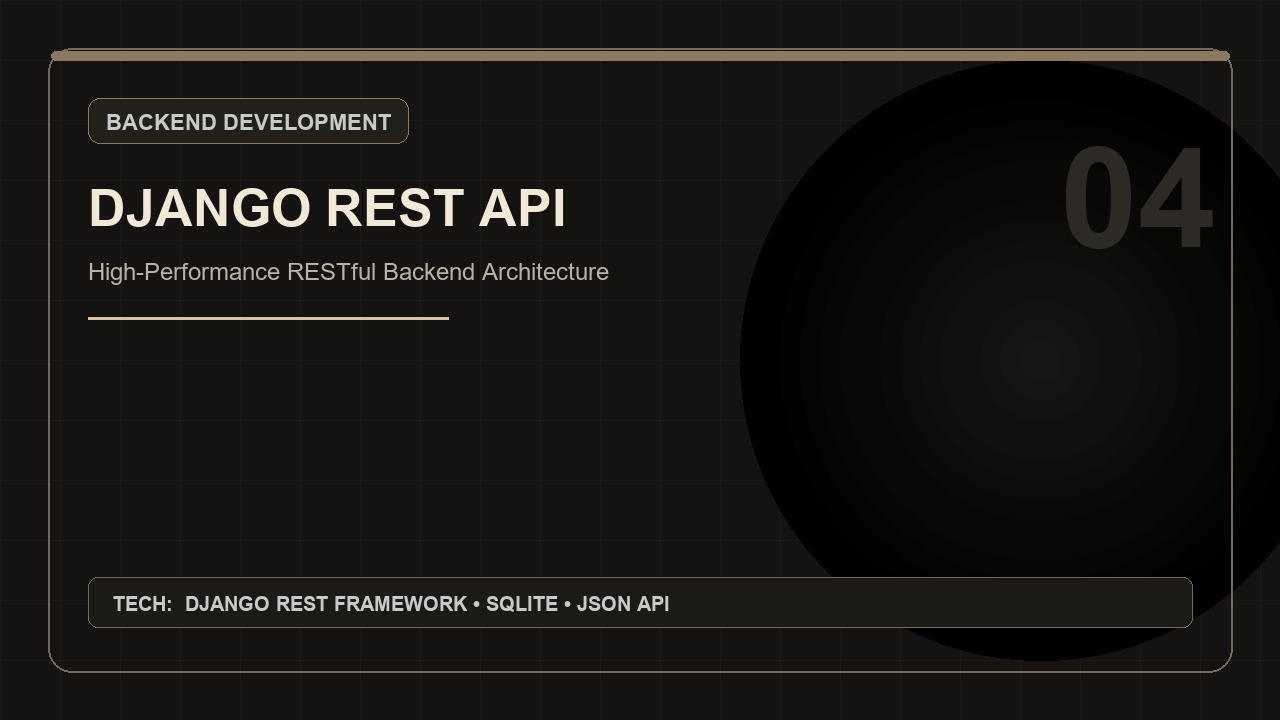 BACKEND DEVELOPMENT
04
DJANGO REST API
High-Performance RESTful Backend Architecture
TECH: DJANGO REST FRAMEWORK • SQLITE • JSON API